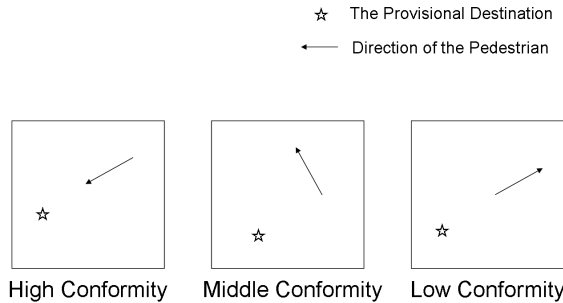 The Provisional Destination
Direction of the Pedestrian
High Conformity
Middle Conformity
Low Conformity